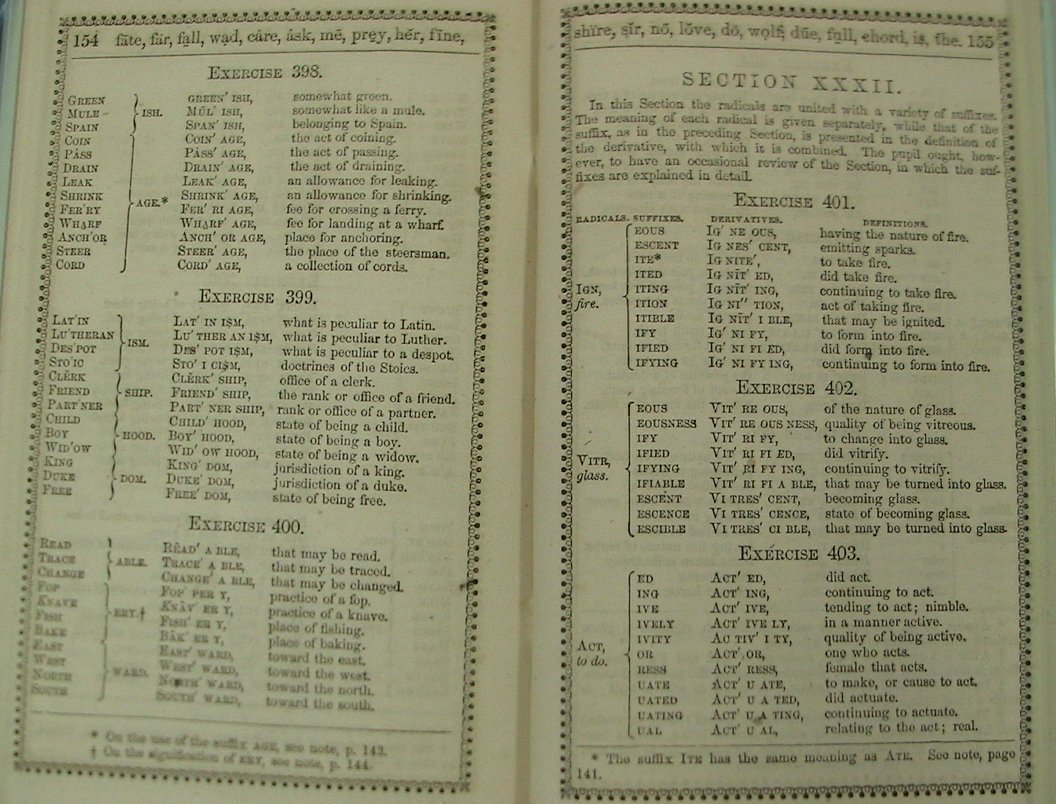 154 fāte, fär, fa̤ll, wa̤d, câre, ásk, mē, prey, hẽr, fīne,
EXERCISE 398.
GREEN GREEN' ISH, somewhat green.
MULE ISH. MŪL' ISH, somewhat like a mule.
SPAIN SPAN' ISH, belonging to Spain.
COIN COIN' AGE, the act of coining.
PÁSS PÁSS' AGE, the act of passing.
DRAIN DRAIN' AGE, the act of draining.
LEAK LEAK' AGE, an allowance for leaking.
SHRINK AGE.* SHRINK' AGE, an allowance for shrinking.
FER'RY FER' RI AGE, fee for crossing a ferry.
WHARF WHARF' AGE, fee for landing at a wharf.
ANCH'OR ANCH' OR AGE, place for anchoring.
STEER STEER' AGE, the place of the steersman.
CORD CORD' AGE, a collection of cords.
EXERCISE 399.
LAT'IN LAT' IN ISM, what is peculiar to Latin.
LU'THERAN ISM. LU' THER AN ISM, what is peculiar to Luther.
DES'POT DES' POT ISM, what is peculiar to a despot.
STO'IC STO' I CISM, doctrines of the Stoics.
CLERK CLERK' SHIP, office of a clerk.
FRIEND SHIP. FRIEND' SHIP, the rank or office of a friend.
PART'NER PART' NER SHIP, rank or office of a partner.
CHILD CHILD' HOOD, state of being a child.
BOY HOOD. BOY' HOOD, state of being a boy.
WID'OW WID' OW HOOD, state of being a widow.
KING KING' DOM, jurisdiction of a king.
DUKE DOM. DUKE' DOM, jurisdiction of a duke.
FREE FREE' DOM, state of being free.
EXERCISE 400.
READ READ' A BLE, that may be read.
TRACE ABLE. TRACE' A BLE, that may be traced.
CHANGE CHANGE' A BLE, that may be changed.
FOP FOP' PER Y, practice of a fop.
KNAVE ERY.† KNĀV' ER Y, practice of a knave.
FISH FISH' ER Y, place of fishing.
BAKE BĀK' ER Y, place of baking.
EAST EAST' WARD, toward the east.
WEST WARD. WEST' WARD, toward the west.
NORTH NORTH' WARD, toward the north.
SOUTH SOUTH' WARD, toward the south.
* On the use of the suffix AGE, see note, p. 143.
† On the signification of ERY, see note, p. 144.
shīre, sïr, nō, lȯve, dọ, wọlf, dūe, fụll, chord, is, the. 155
SECTION XXXII.
In this Section the radicals are united with a variety of suffixes.
The meaning of each radical is given separately, while that of the
suffix, as in the preceding Section, is presented in the definition of
the derivative, with which it is combined. The pupil ought, how-
ever, to have an occasional review of the Section, in which the suf-
fixes are explained in detail.
EXERCISE 401.
RADICALS. SUFFIXES. DERIVATIVES. DEFINITIONS.
EOUS IG' NE OUS, having the nature of fire.
ESCENT IG NES' CENT, emitting sparks.
ITE* IG NITE', to take fire.
ITED IG NĪT' ED, did take fire.
IGN, ITING IG NĪT' ING, continuing to take fire.
fire. ITION IG NI" TION, act of taking fire.
ITIBLE IG NĪT' I BLE, that may be ignited.
IFY IG' NI FY, to form into fire.
IFIED IG' NI FI ED, did form into fire.
IFYING IG' NI FY ING, continuing to form into fire.
EXERCISE 402.
EOUS VIT' RE OUS, of the nature of glass.
EOUSNESS VIT' RE OUS NESS, quality of being vitreous.
IFY VIT' RI FY, to change into glass.
IFIED VIT' RI FI ED, did vitrify.
VITR, IFYING VIT' RI FY ING, continuing to vitrify.
glass. IFIABLE VIT' RI FI A BLE, that may be turned into glass.
ESCENT VI TRES' CENT, becoming glass.
ESCENCE VI TRES' CENCE, state of becoming glass.
ESCIBLE VI TRES' CI BLE, that may be turned into glass.
EXERCISE 403.
ED ACT' ED, did act.
ING ACT' ING, continuing to act.
IVE ACT' IVE, tending to act; nimble.
IVELY ACT' IVE LY, in a manner active.
IVITY AC TIV' I TY, quality of being active.
ACT, OR ACT' OR, one who acts.
to do. RESS ACT' RESS, female that acts.
UATE ACT' U ATE, to make, or cause to act.
UATED ACT' U A TED, did actuate.
UATING ACT' U A TING, continuing to actuate.
UAL ACT' U AL, relating to the act; real.
* The suffix ITE has the same meaning as ATE. See note, page
141.